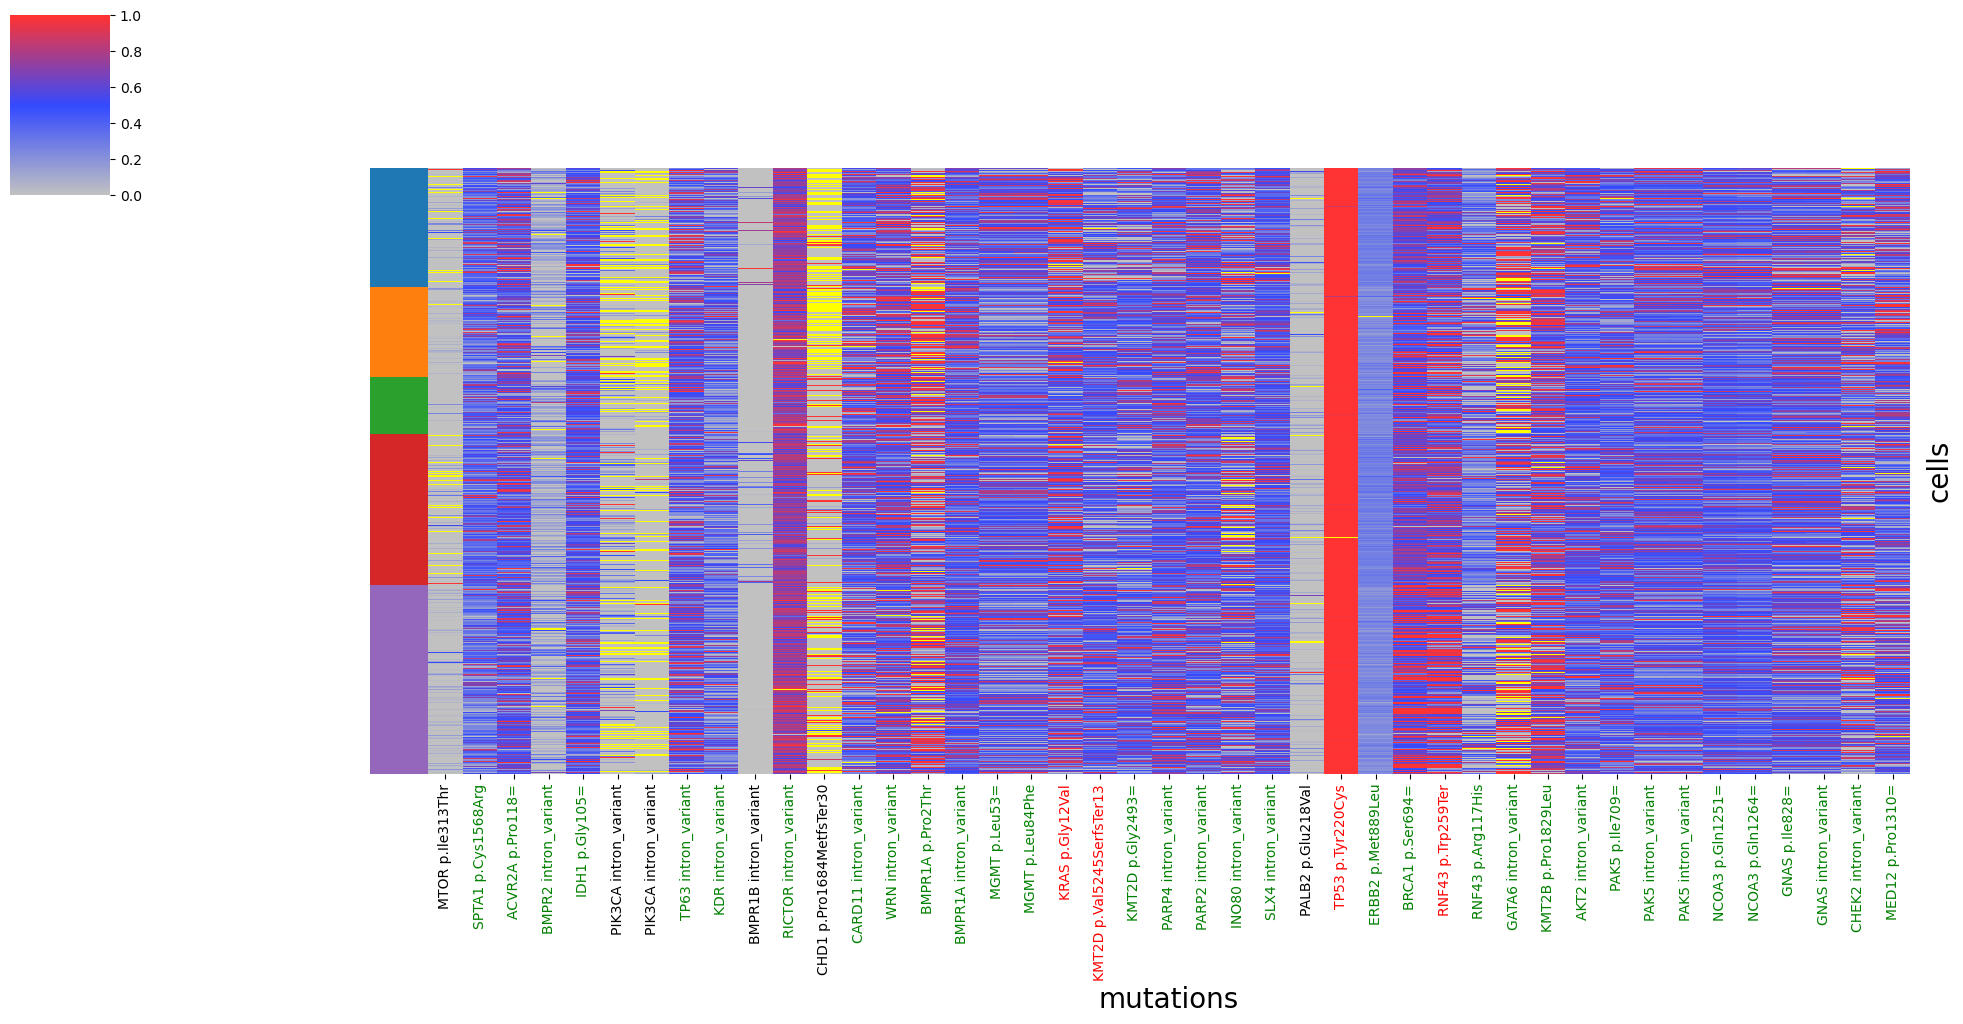 1.0
0.8
0.6
0.4
0.2
0.0
cells
MTOR p.Ile313Thr
SPTA1 p.Cys1568Arg
ACVR2A p.Pro118=
BMPR2 intron_variant
IDH1 p.Gly105=
PIK3CA intron_variant
PIK3CA intron_variant
TP63 intron_variant
KDR intron_variant
BMPR1B intron_variant
RICTOR intron_variant
CHD1 p.Pro1684MetfsTer30
CARD11 intron_variant
WRN intron_variant
BMPR1A p.Pro2Thr
BMPR1A intron_variant
MGMT p.Leu53=
MGMT p.Leu84Phe
KRAS p.Gly12Val
KMT2D p.Val5245SerfsTer13
KMT2D p.Gly2493=
PARP4 intron_variant
PARP2 intron_variant
INO80 intron_variant
SLX4 intron_variant
PALB2 p.Glu218Val
TP53 p.Tyr220Cys
ERBB2 p.Met889Leu
BRCA1 p.Ser694=
RNF43 p.Trp259Ter
RNF43 p.Arg117His
GATA6 intron_variant
KMT2B p.Pro1829Leu
AKT2 intron_variant
PAK5 p.Ile709=
PAK5 intron_variant
PAK5 intron_variant
NCOA3 p.Gln1251=
NCOA3 p.Gln1264=
GNAS p.Ile828=
GNAS intron_variant
CHEK2 intron_variant
MED12 p.Pro1310=
mutations